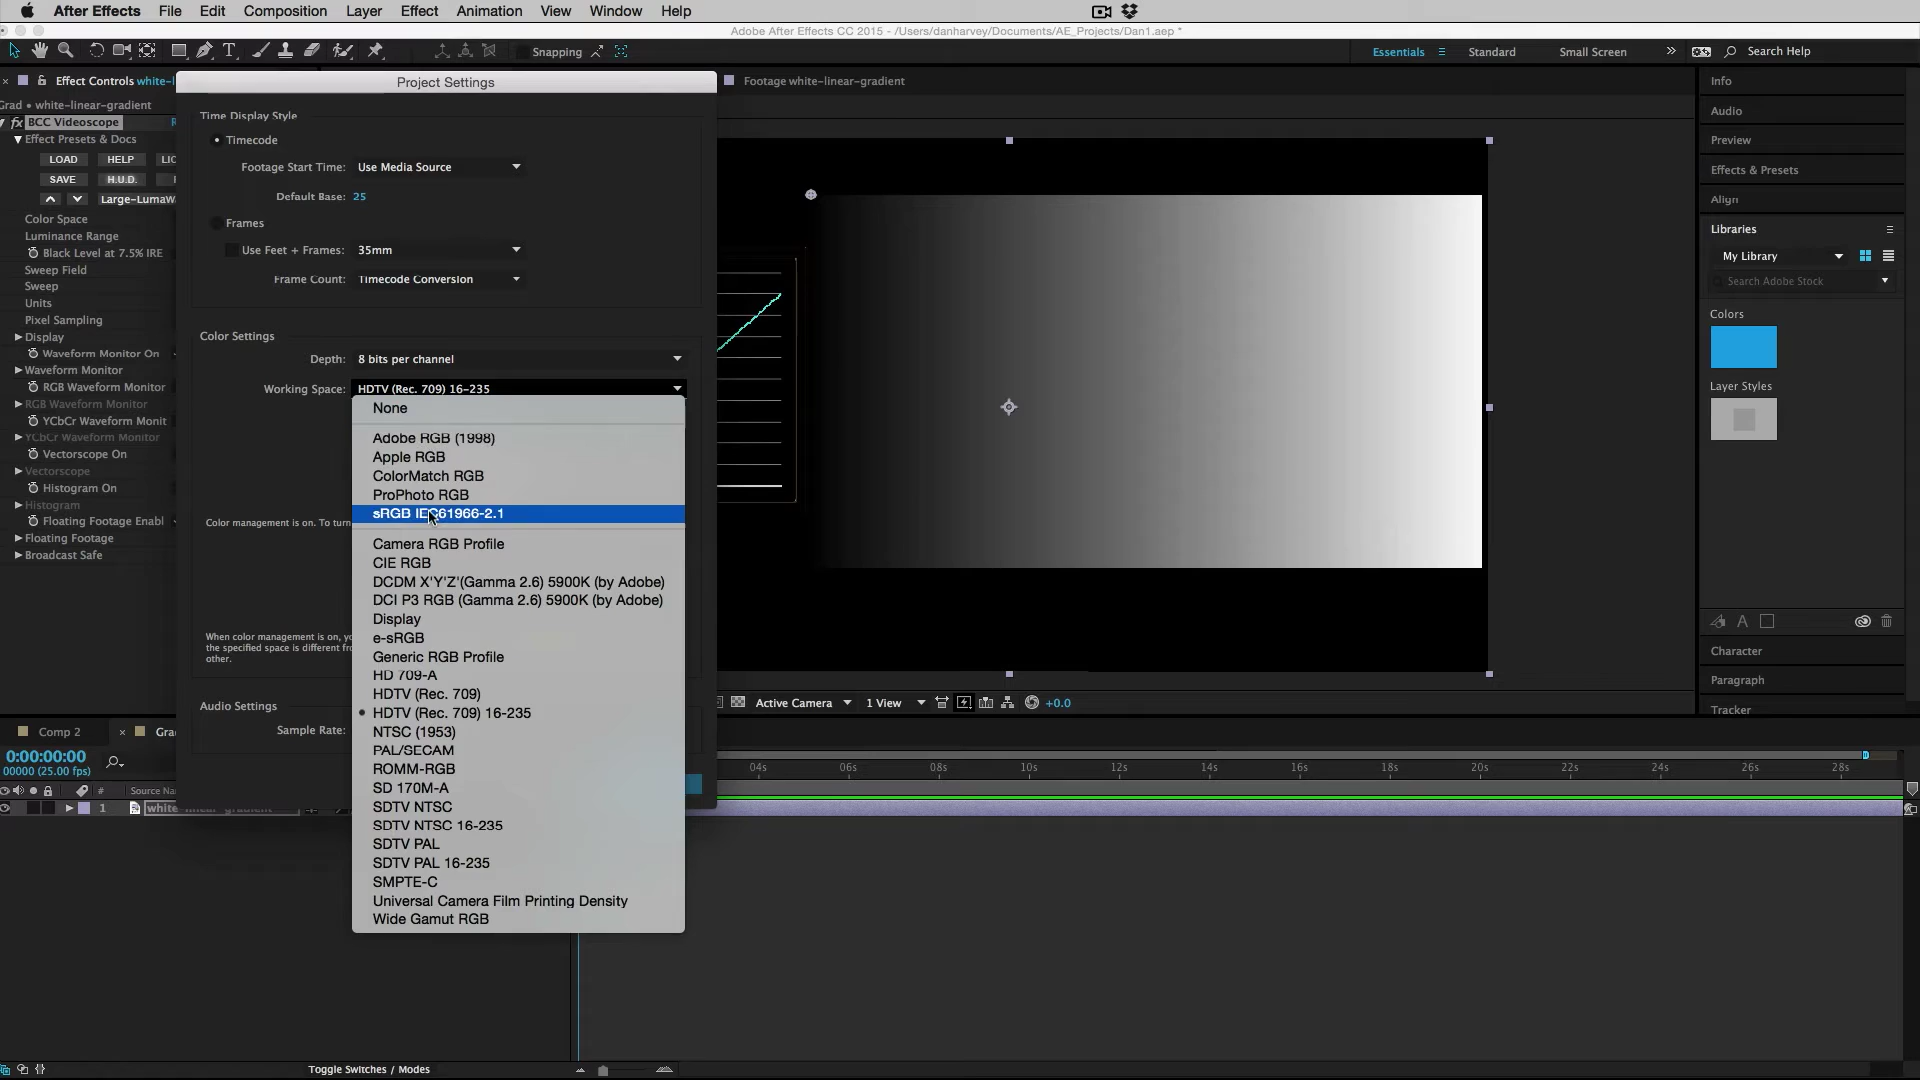 After Effects File Edit Composition Layer Effect Animation View Window Help
Adobe After Effects CC 2015 - /Users/danharvey/Documents/AE_Projects/Dan1.aep *
Snapping Essentials Standard Small Screen Search Help
Effect Controls white-l
Project Settings
Footage white-linear-gradient
Info
Grad • white-linear-gradient
fx BCC Videoscope R
Effect Presets & Docs
LOAD HELP LIC
SAVE H.U.D.
Large-LumaWa
Color Space
Luminance Range
Black Level at 7.5% IRE
Sweep Field
Sweep
Units
Pixel Sampling
Display
Waveform Monitor On
Waveform Monitor
RGB Waveform Monitor
RGB Waveform Monitor
YCbCr Waveform Monit
YCbCr Waveform Monitor
Vectorscope On
Vectorscope
Histogram On
Histogram
Floating Footage Enabl
Floating Footage
Broadcast Safe
Time Display Style
Timecode
Footage Start Time: Use Media Source
Default Base: 25
Frames
Use Feet + Frames: 35mm
Frame Count: Timecode Conversion
Color Settings
Depth: 8 bits per channel
Working Space: HDTV (Rec. 709) 16-235
None
Adobe RGB (1998)
Apple RGB
ColorMatch RGB
ProPhoto RGB
sRGB IEC61966-2.1
Camera RGB Profile
CIE RGB
DCDM X'Y'Z'(Gamma 2.6) 5900K (by Adobe)
DCI P3 RGB (Gamma 2.6) 5900K (by Adobe)
Display
e-sRGB
Generic RGB Profile
HD 709-A
HDTV (Rec. 709)
HDTV (Rec. 709) 16-235
NTSC (1953)
PAL/SECAM
ROMM-RGB
SD 170M-A
SDTV NTSC
SDTV NTSC 16-235
SDTV PAL
SDTV PAL 16-235
SMPTE-C
Universal Camera Film Printing Density
Wide Gamut RGB
Color management is on. To turn
When color management is on, yo
the specified space is different fro
other.
Audio Settings
Sample Rate:
Active Camera 1 View +0.0
Audio
Preview
Effects & Presets
Align
Libraries
My Library
Search Adobe Stock
Colors
Layer Styles
Character
Paragraph
Tracker
Comp 2 Gra
0:00:00:00
00000 (25.00 fps)
# Source Na
1 white-linear-gradient
04s 06s 08s 10s 12s 14s 16s 18s 20s 22s 24s 26s 28s
Toggle Switches / Modes